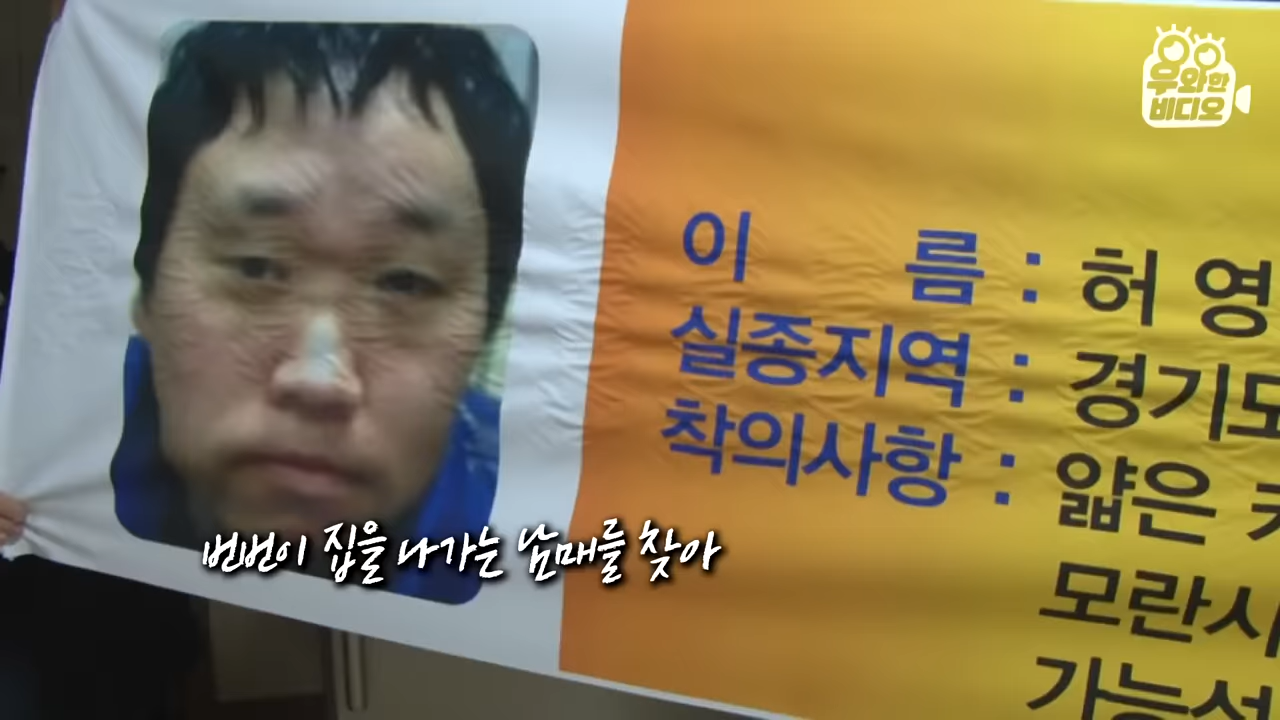 우와한
비디오
이 름 : 허 영
실종지역 : 경기도
착의사항 : 얇은
모란시
가능성
번번이 집을 나가는 남매를 찾아